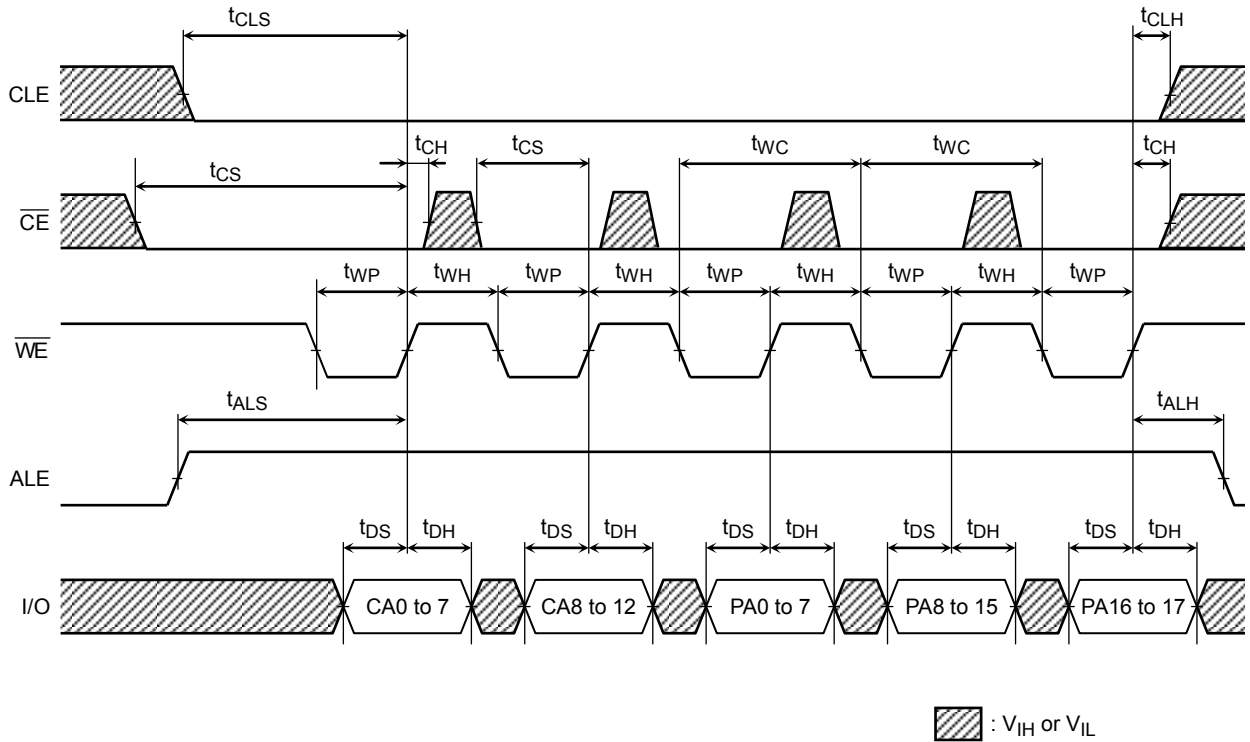 tCLS
tCLH
CLE
tCH
tCS
tWC
tWC
tCH
tCS
CE
tWP
tWH
tWP
tWH
tWP
tWH
tWP
tWH
tWP
WE
tALS
tALH
ALE
tDS
tDH
tDS
tDH
tDS
tDH
tDS
tDH
tDS
tDH
I/O
CA0 to 7
CA8 to 12
PA0 to 7
PA8 to 15
PA16 to 17
: VIH or VIL